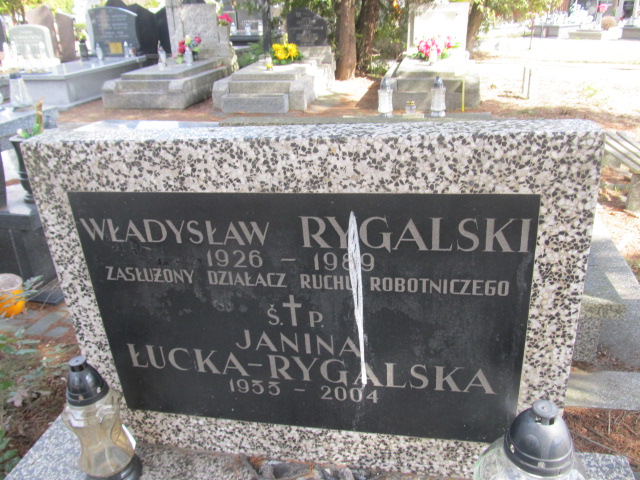 WŁADYSŁAW RYGALSKI
1926 – 1989
ZASŁUŻONY DZIAŁACZ RUCHU ROBOTNICZEGO
Ś.†P.
JANINA
ŁUCKA-RYGALSKA
1933 – 2004